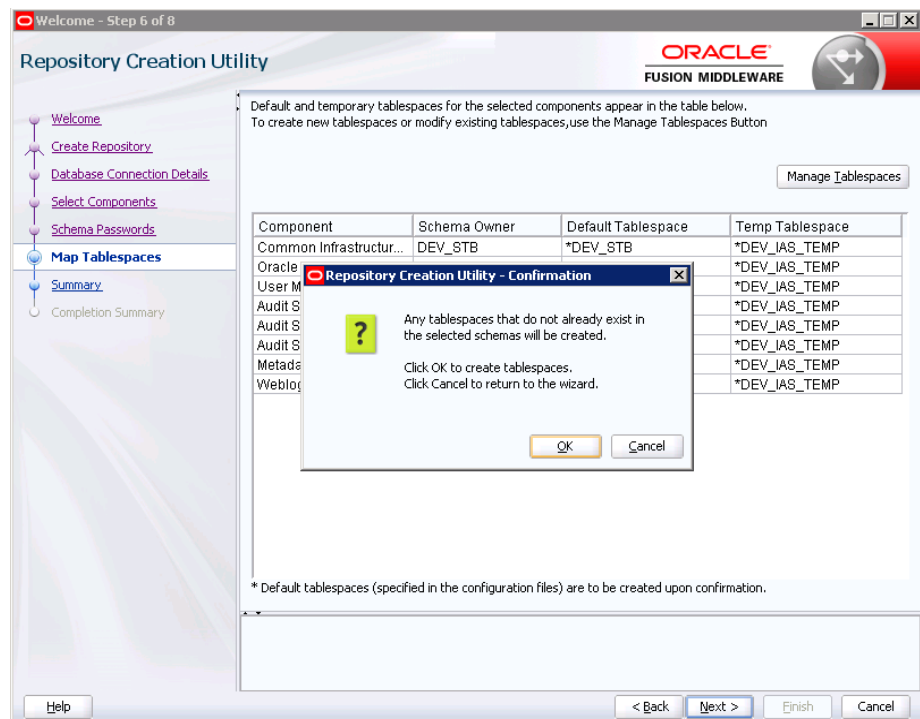 Welcome - Step 6 of 8
Repository Creation Utility
ORACLE
FUSION MIDDLEWARE
Welcome
Create Repository
Database Connection Details
Select Components
Schema Passwords
Map Tablespaces
Summary
Completion Summary
Default and temporary tablespaces for the selected components appear in the table below.
To create new tablespaces or modify existing tablespaces,use the Manage Tablespaces Button
Manage Tablespaces
Component Schema Owner Default Tablespace Temp Tablespace
Common Infrastructur... DEV_STB *DEV_STB *DEV_IAS_TEMP
Oracle *DEV_IAS_TEMP
User M *DEV_IAS_TEMP
Audit S *DEV_IAS_TEMP
Audit S *DEV_IAS_TEMP
Audit S *DEV_IAS_TEMP
Metada *DEV_IAS_TEMP
Weblog *DEV_IAS_TEMP
Repository Creation Utility - Confirmation
?
Any tablespaces that do not already exist in
the selected schemas will be created.
Click OK to create tablespaces.
Click Cancel to return to the wizard.
OK Cancel
* Default tablespaces (specified in the configuration files) are to be created upon confirmation.
Help < Back Next > Finish Cancel